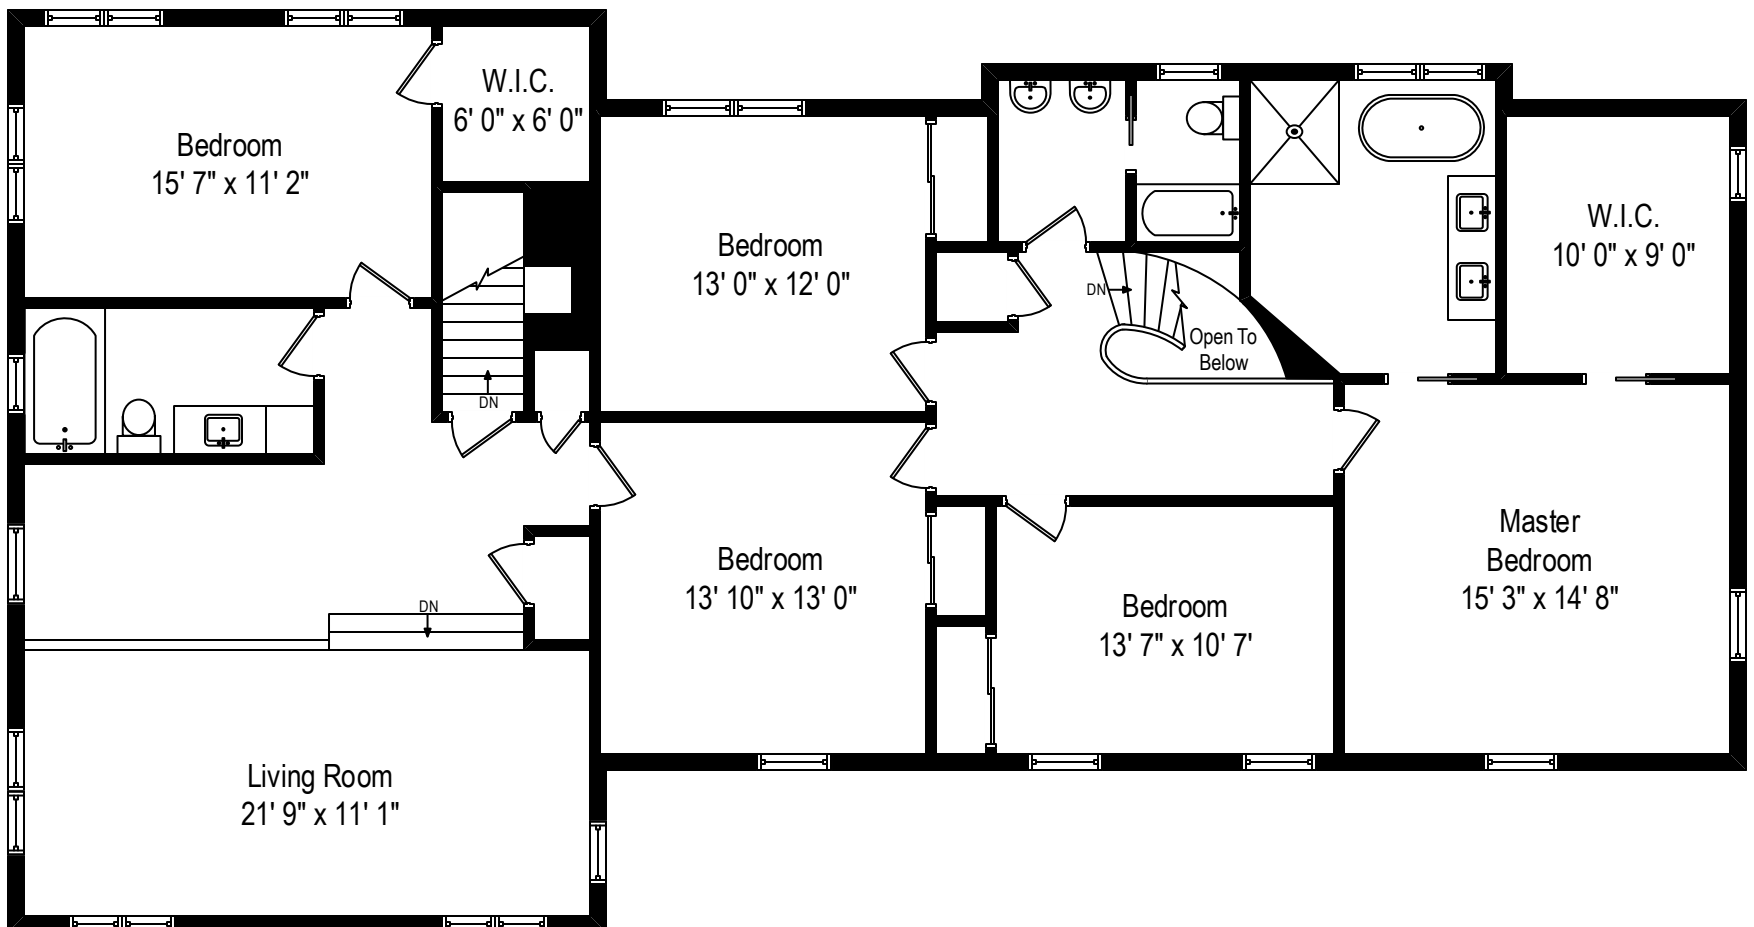 W.I.C.
6' 0" x 6' 0"
Bedroom
15' 7" x 11' 2"
Bedroom
13' 0" x 12' 0"
W.I.C.
10' 0" x 9' 0"
DN
Open To
Below
DN
Bedroom
13' 10" x 13' 0"
Master
Bedroom
15' 3" x 14' 8"
DN
Bedroom
13' 7" x 10' 7'
Living Room
21' 9" x 11' 1"